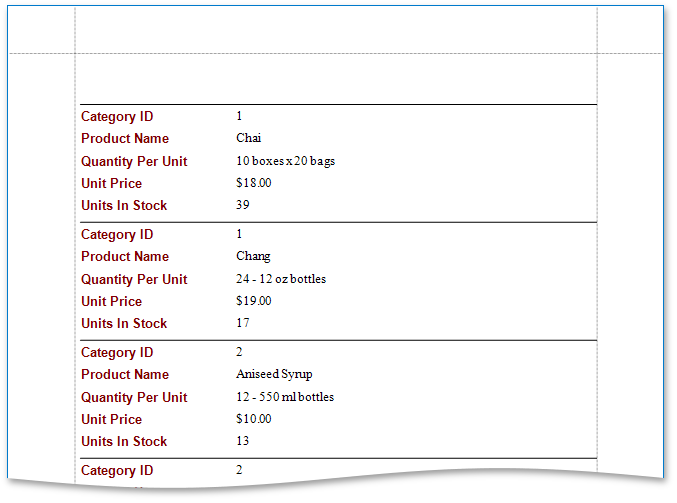 Category ID 1
Product Name Chai
Quantity Per Unit 10 boxes x 20 bags
Unit Price $18.00
Units In Stock 39
Category ID 1
Product Name Chang
Quantity Per Unit 24 - 12 oz bottles
Unit Price $19.00
Units In Stock 17
Category ID 2
Product Name Aniseed Syrup
Quantity Per Unit 12 - 550 ml bottles
Unit Price $10.00
Units In Stock 13
Category ID 2